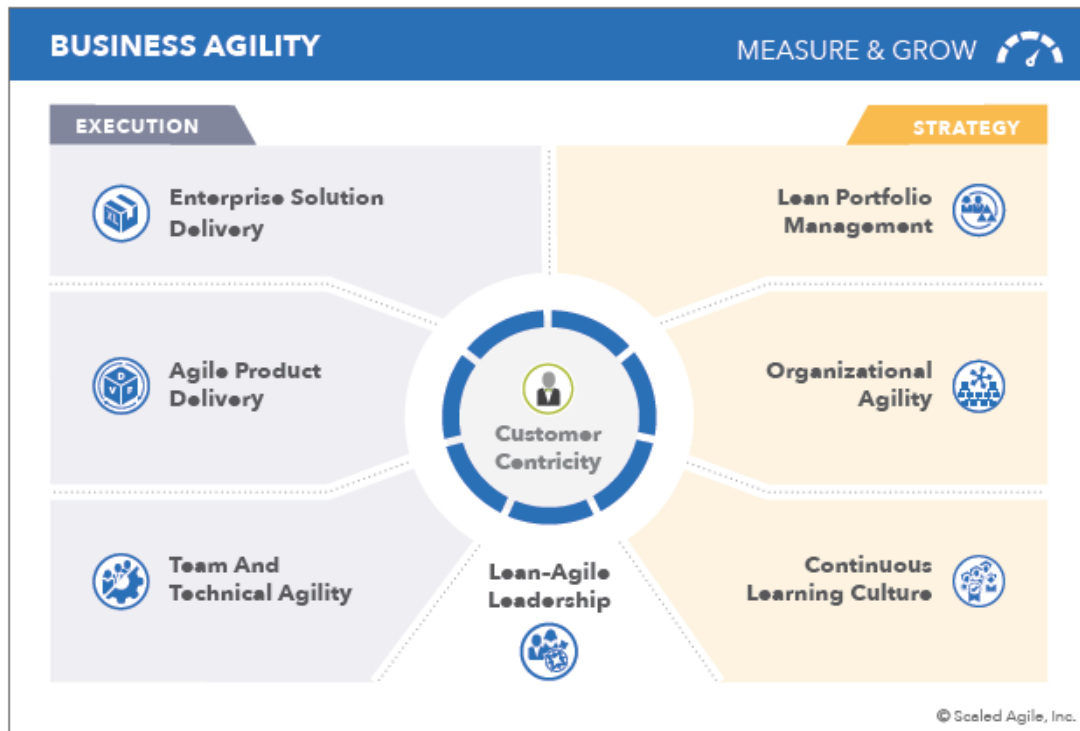 BUSINESS AGILITY
MEASURE & GROW
EXECUTION
STRATEGY
Enterprise Solution
Delivery
Lean Portfolio
Management
Agile Product
Delivery
Organizational
Agility
Customer
Centricity
Team And
Technical Agility
Lean-Agile
Leadership
Continuous
Learning Culture
XL
D
V F
© Scaled Agile, Inc.